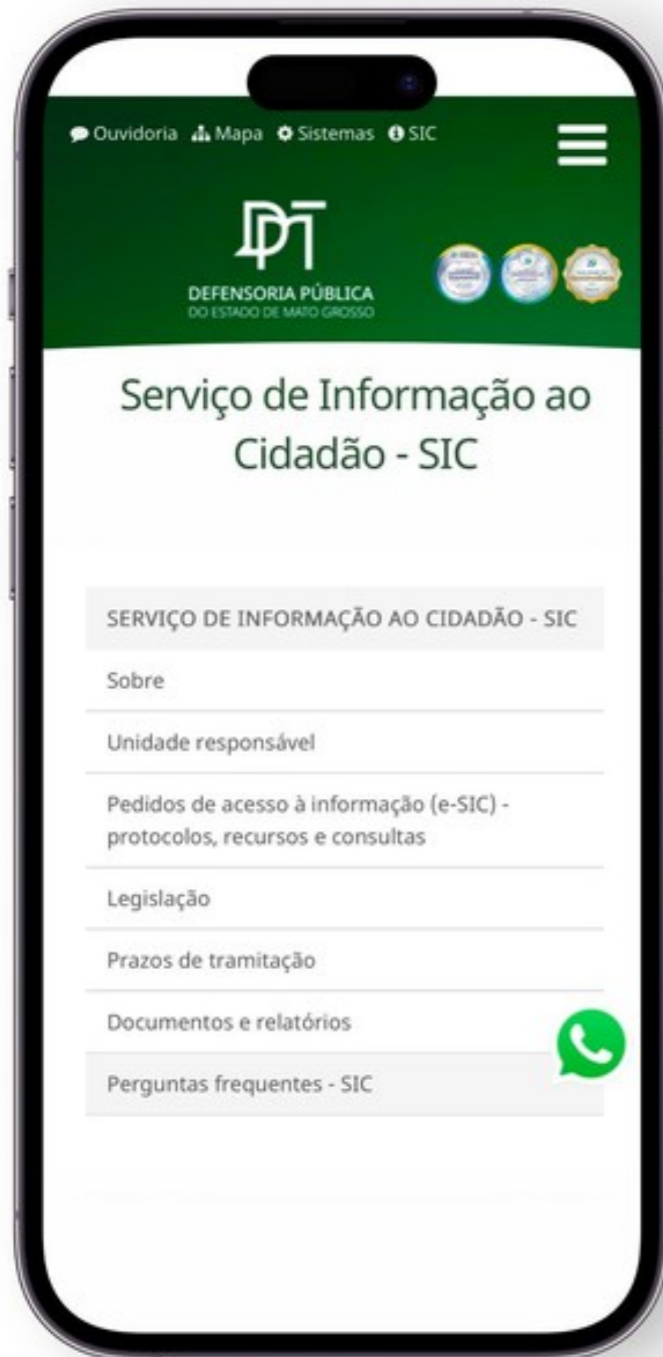 Ouvidoria Mapa Sistemas SIC
DPT
DEFENSORIA PÚBLICA
DO ESTADO DE MATO GROSSO
Serviço de Informação ao
Cidadão - SIC
SERVIÇO DE INFORMAÇÃO AO CIDADÃO - SIC
Sobre
Unidade responsável
Pedidos de acesso à informação (e-SIC) -
protocolos, recursos e consultas
Legislação
Prazos de tramitação
Documentos e relatórios
Perguntas frequentes - SIC